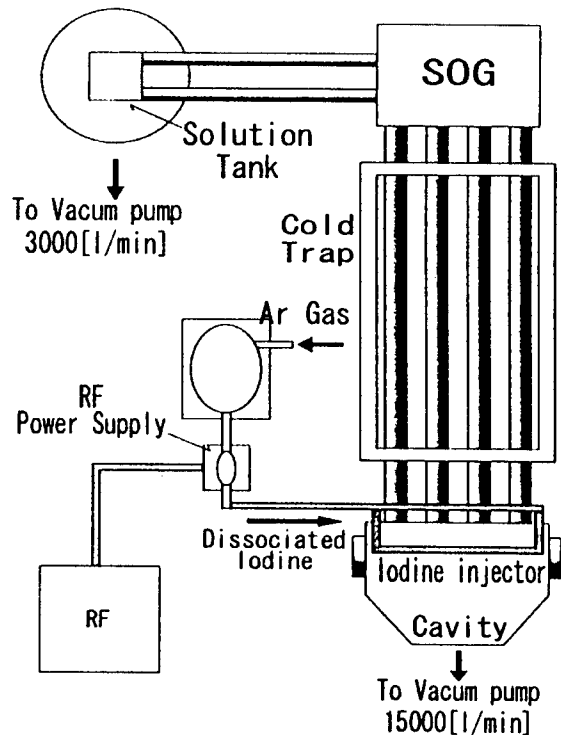 SOG
Solution
Tank
To Vacum pump
3000[l/min]
Cold
Trap
Ar Gas
RF
Power Supply
Dissociated
Iodine
Iodine injector
RF
Cavity
To Vacum pump
15000[l/min]